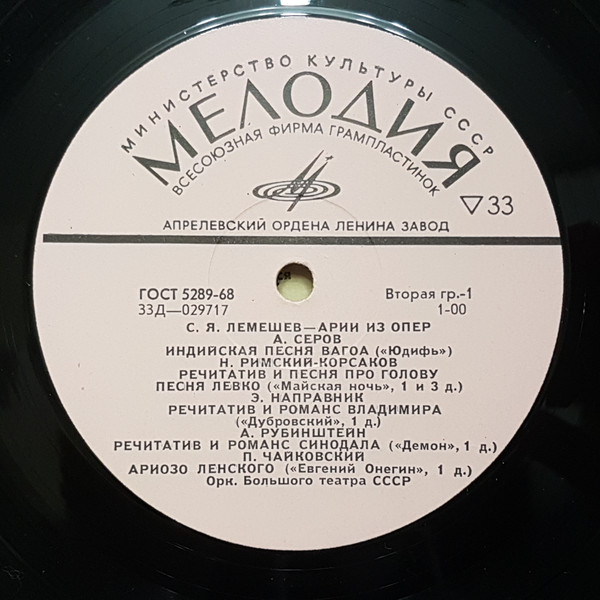 МИНИСТЕРСТВО КУЛЬТУРЫ СССР
МЕЛОДИЯ
ВСЕСОЮЗНАЯ ФИРМА ГРАМПЛАСТИНОК
▽33
АПРЕЛЕВСКИЙ ОРДЕНА ЛЕНИНА ЗАВОД
ГОСТ 5289-68 Вторая гр.-1
33Д—029717 1-00
С. Я. ЛЕМЕШЕВ—АРИИ ИЗ ОПЕР
А. СЕРОВ
ИНДИЙСКАЯ ПЕСНЯ ВАГОА («Юдифь»)
Н. РИМСКИЙ-КОРСАКОВ
РЕЧИТАТИВ И ПЕСНЯ ПРО ГОЛОВУ
ПЕСНЯ ЛЕВКО («Майская ночь», 1 и 3 д.)
Э. НАПРАВНИК
РЕЧИТАТИВ И РОМАНС ВЛАДИМИРА
(«Дубровский», 1 д.)
А. РУБИНШТЕЙН
РЕЧИТАТИВ И РОМАНС СИНОДАЛА («Демон», 1 д.)
П. ЧАЙКОВСКИЙ
АРИОЗО ЛЕНСКОГО («Евгений Онегин», 1 д.)
Орк. Большого театра СССР